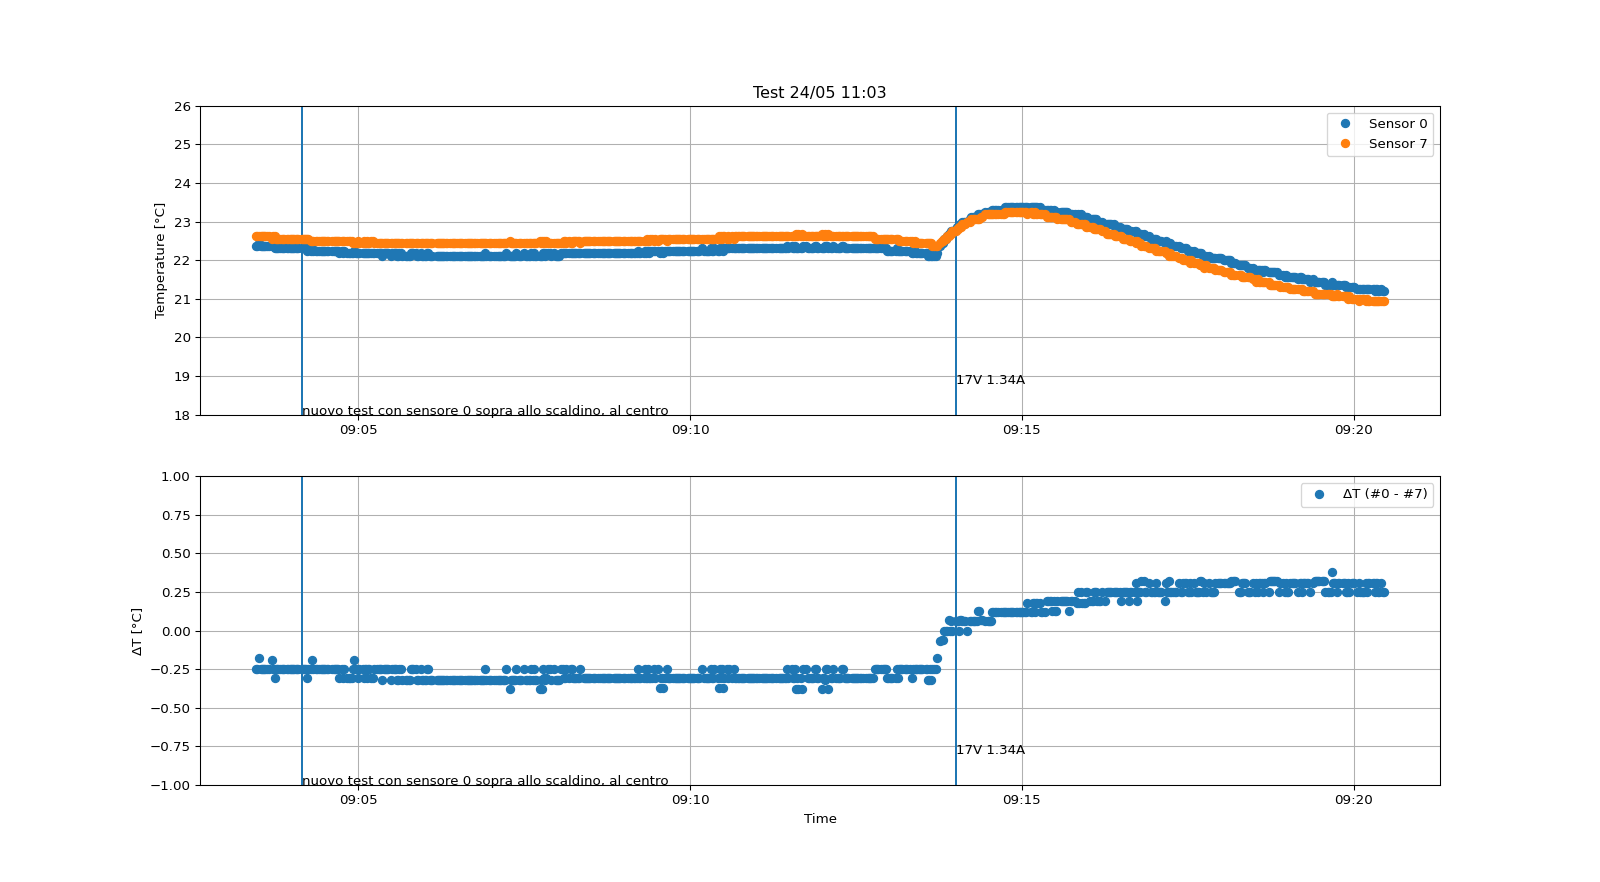 Test 24/05 11:03
26
25
24
23
22
21
20
19
18
Temperature [°C]
Sensor 0
Sensor 7
17V 1.34A
nuovo test con sensore 0 sopra allo scaldino, al centro
09:05 09:10 09:15 09:20
1.00
0.75
0.50
0.25
0.00
−0.25
−0.50
−0.75
−1.00
ΔT [°C]
ΔT (#0 - #7)
17V 1.34A
nuovo test con sensore 0 sopra allo scaldino, al centro
09:05 09:10 09:15 09:20
Time